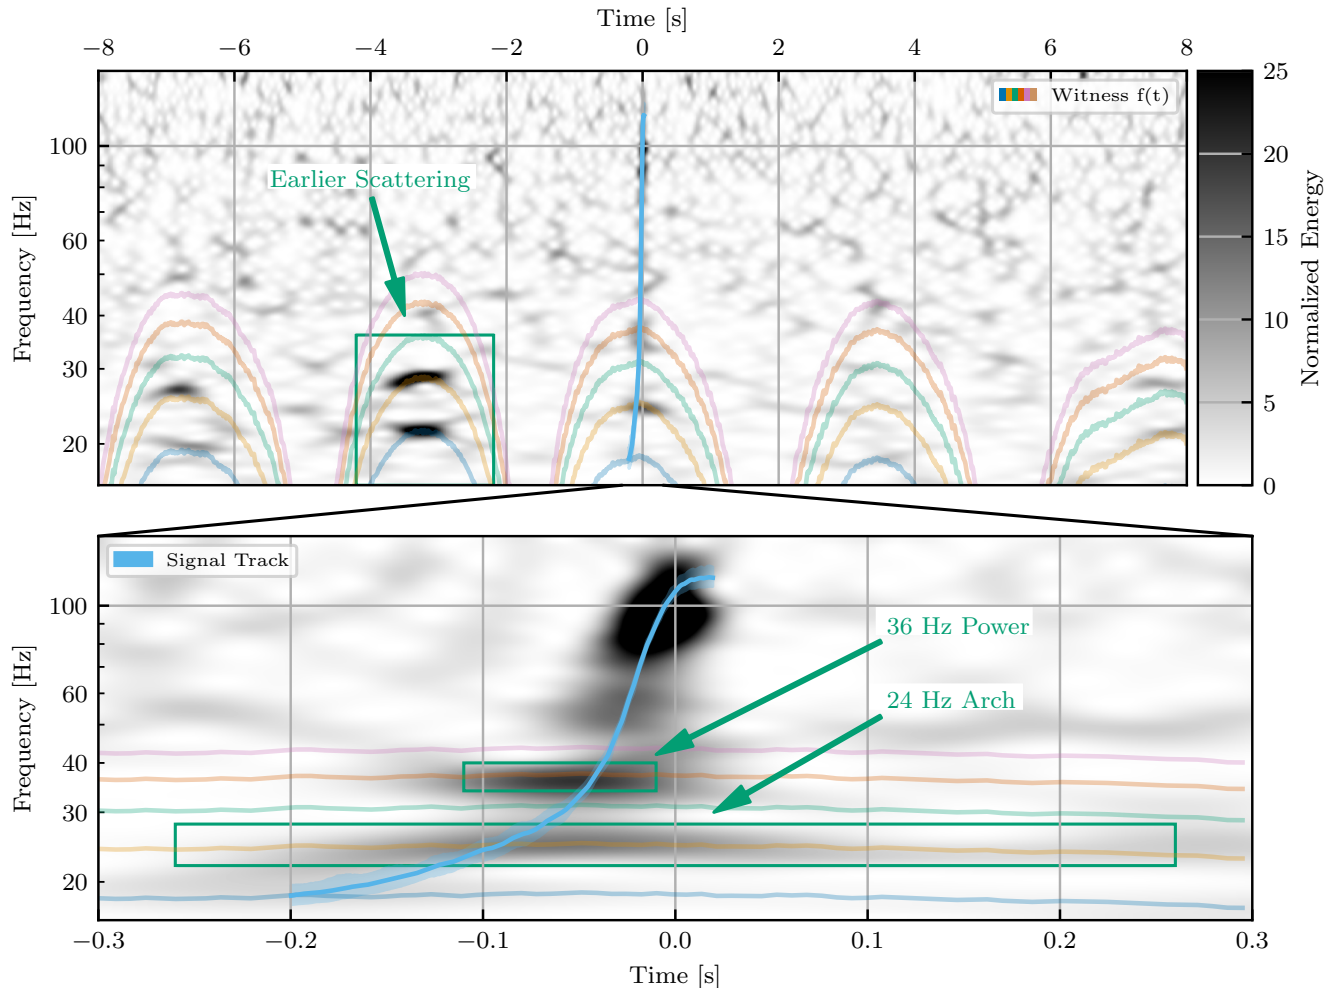 Time [s]
−8 −6 −4 −2 0 2 4 6 8
Frequency [Hz]
100
60
40
30
20
Witness f(t)
Earlier Scattering
25
20
15
10
5
0
Normalized Energy
Signal Track
Frequency [Hz]
100
60
40
30
20
36 Hz Power
24 Hz Arch
−0.3 −0.2 −0.1 0.0 0.1 0.2 0.3
Time [s]